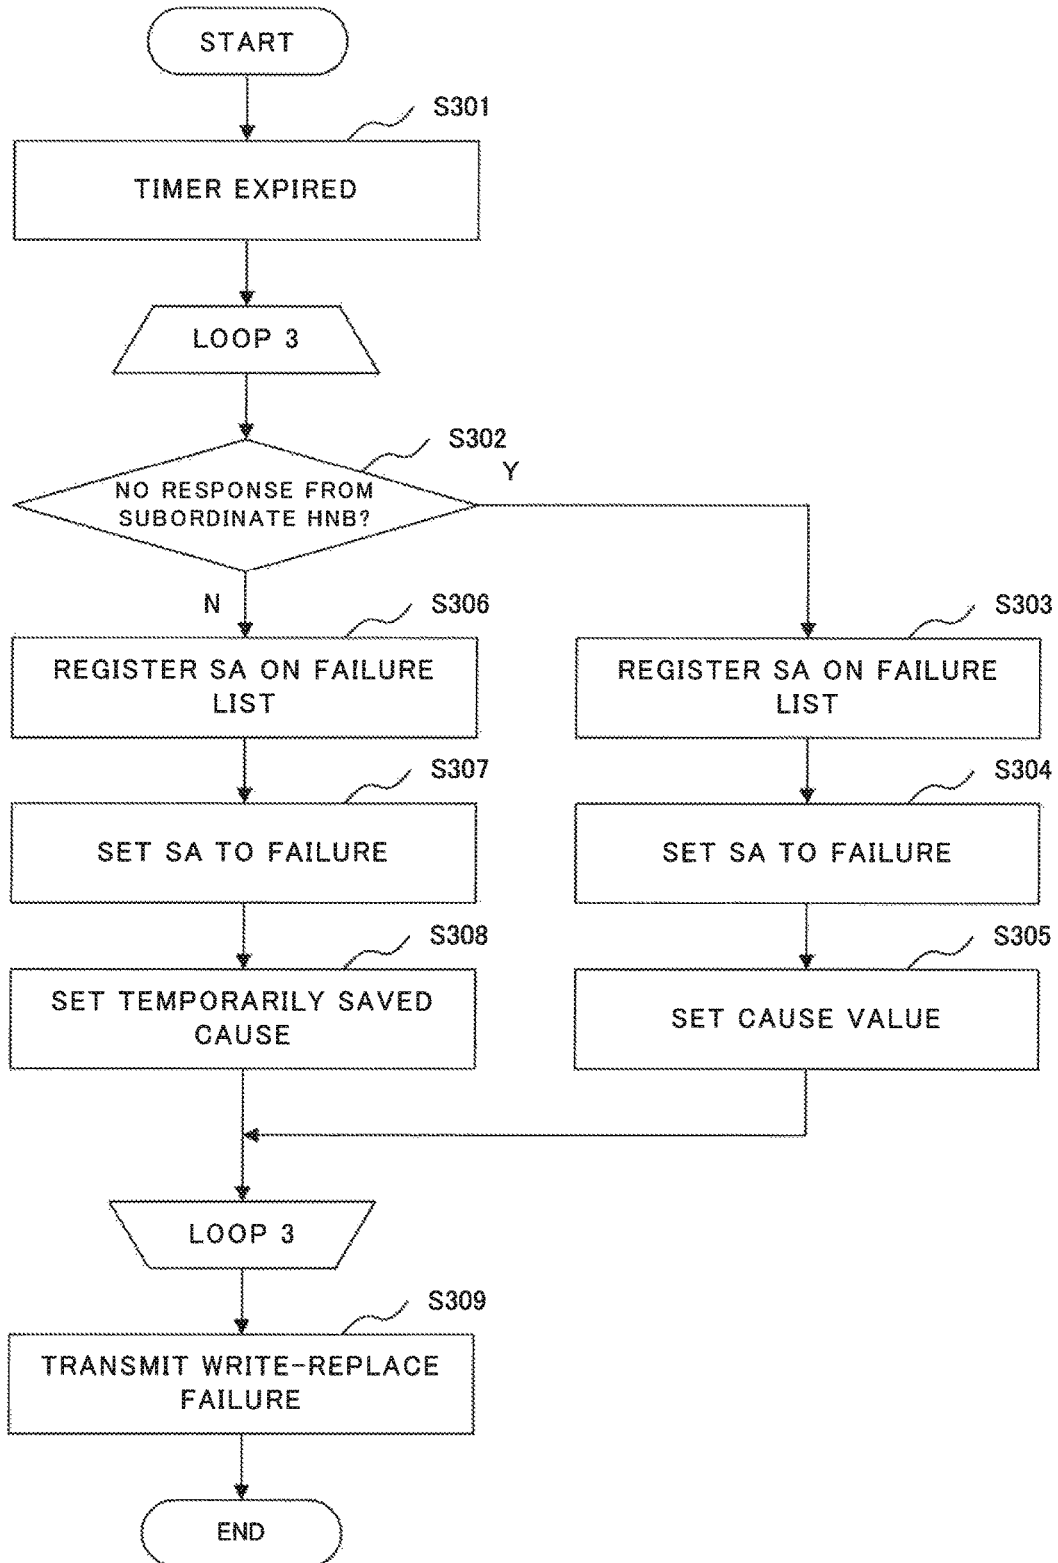 START
S301
TIMER EXPIRED
LOOP 3
S302
Y
NO RESPONSE FROM
SUBORDINATE HNB?
N
S306
REGISTER SA ON FAILURE
LIST
S303
REGISTER SA ON FAILURE
LIST
S307
SET SA TO FAILURE
S304
SET SA TO FAILURE
S308
SET TEMPORARILY SAVED
CAUSE
S305
SET CAUSE VALUE
LOOP 3
S309
TRANSMIT WRITE-REPLACE
FAILURE
END